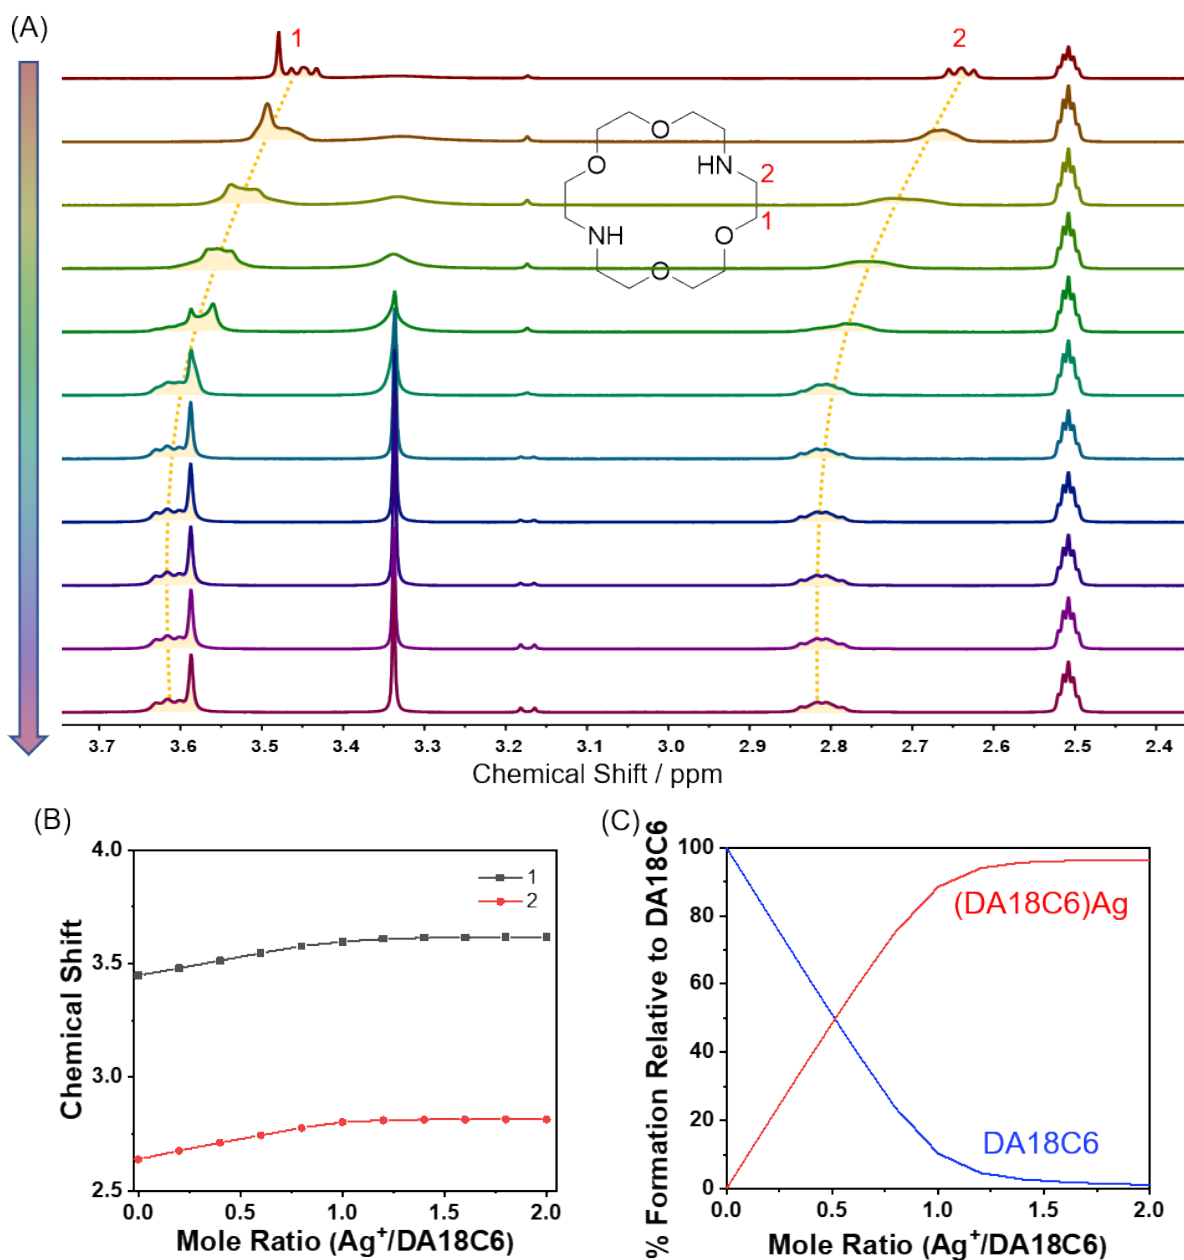 (A)
1
2
O
O
HN
2
1
NH
O
O
3.7 3.6 3.5 3.4 3.3 3.2 3.1 3.0 2.9 2.8 2.7 2.6 2.5 2.4
Chemical Shift / ppm
(B)
4.0
3.5
3.0
2.5
Chemical Shift
1
2
0.0 0.5 1.0 1.5 2.0
Mole Ratio (Ag⁺/DA18C6)
(C)
100
80
60
40
20
0
% Formation Relative to DA18C6
(DA18C6)Ag
DA18C6
0.0 0.5 1.0 1.5 2.0
Mole Ratio (Ag⁺/DA18C6)